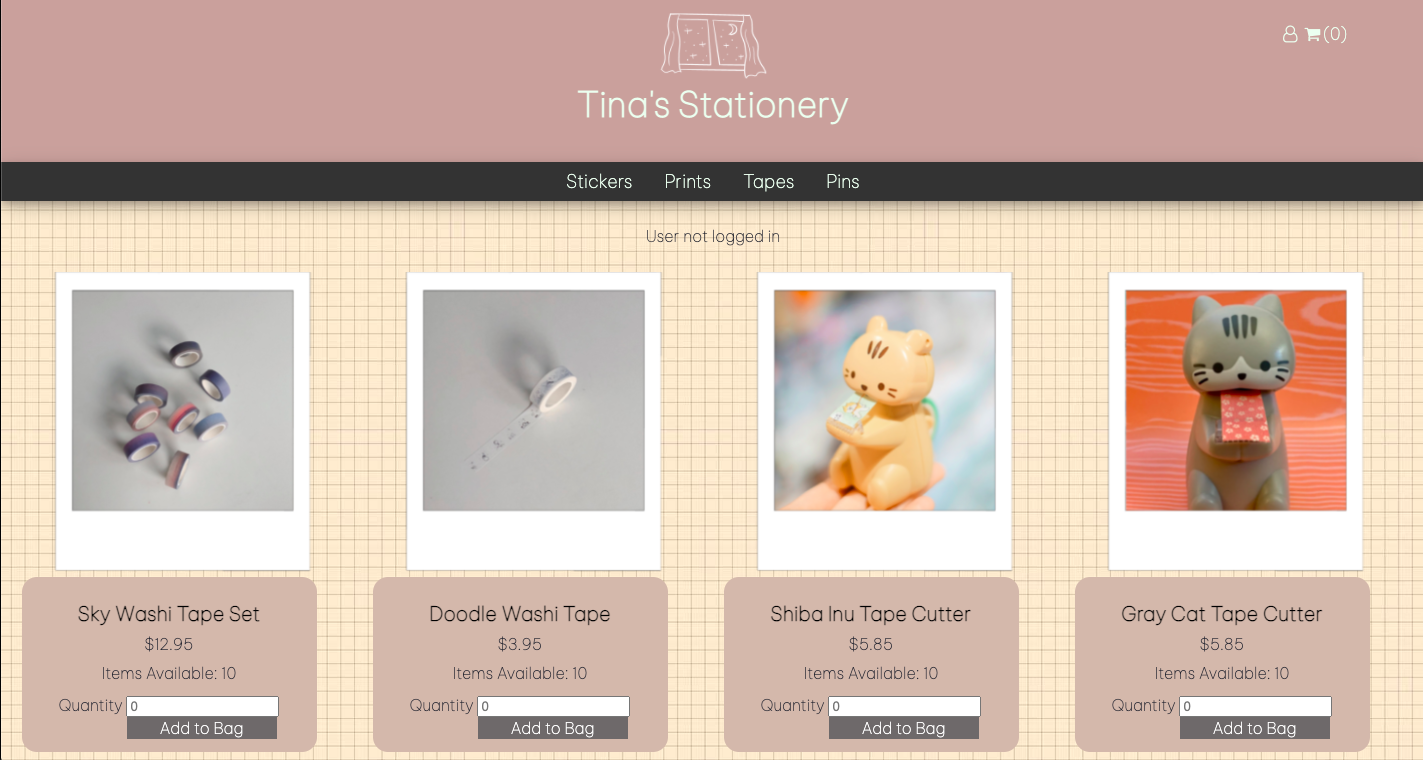 (0)
Tina's Stationery
Stickers Prints Tapes Pins
User not logged in
Sky Washi Tape Set
$12.95
Items Available: 10
Quantity 0
Add to Bag
Doodle Washi Tape
$3.95
Items Available: 10
Quantity 0
Add to Bag
Shiba Inu Tape Cutter
$5.85
Items Available: 10
Quantity 0
Add to Bag
Gray Cat Tape Cutter
$5.85
Items Available: 10
Quantity 0
Add to Bag